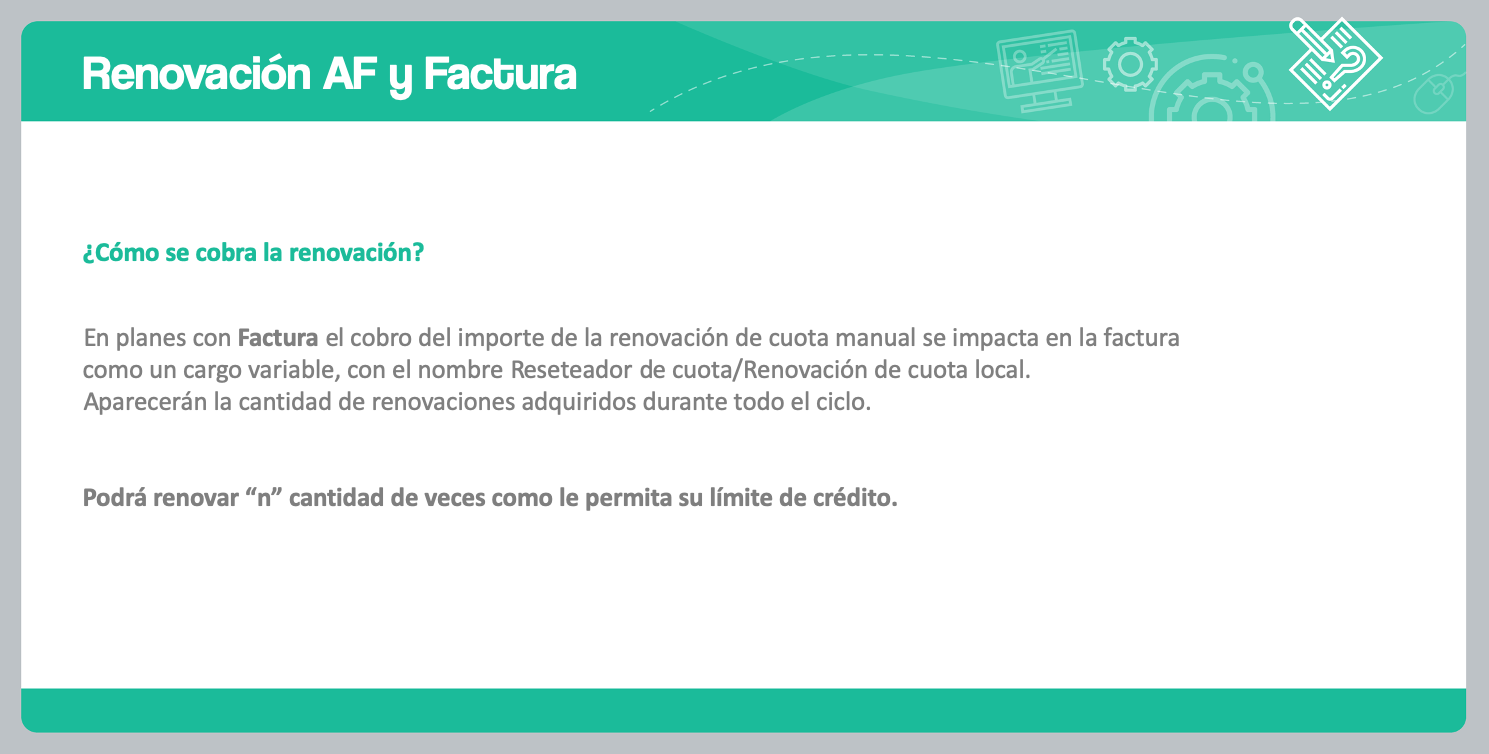 Renovación AF y Factura
¿Cómo se cobra la renovación?
En planes con Factura el cobro del importe de la renovación de cuota manual se impacta en la factura
como un cargo variable, con el nombre Reseteador de cuota/Renovación de cuota local.
Aparecerán la cantidad de renovaciones adquiridos durante todo el ciclo.
Podrá renovar “n” cantidad de veces como le permita su límite de crédito.